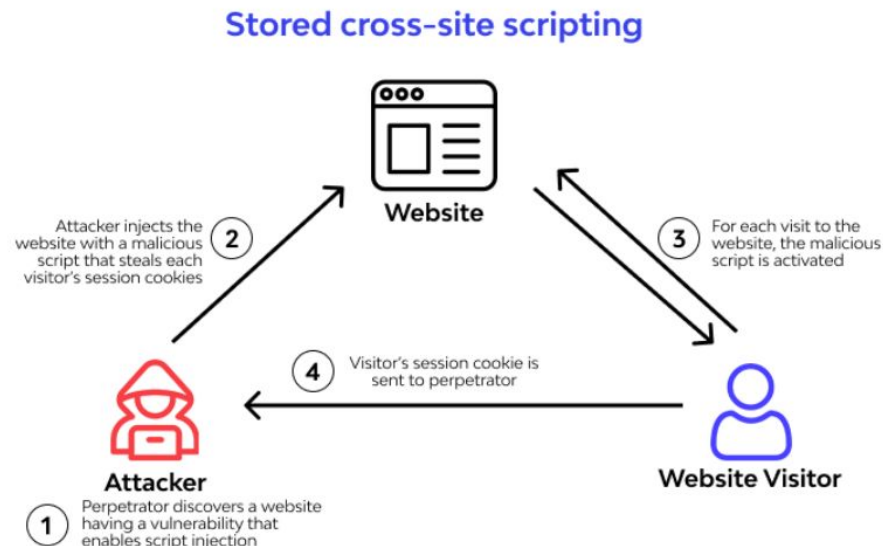 Stored cross-site scripting
Website
Attacker injects the
website with a malicious
script that steals each
visitor's session cookies
2
3
For each visit to the
website, the malicious
script is activated
4
Visitor's session cookie is
sent to perpetrator
Attacker
Website Visitor
1
Perpetrator discovers a website
having a vulnerability that
enables script injection